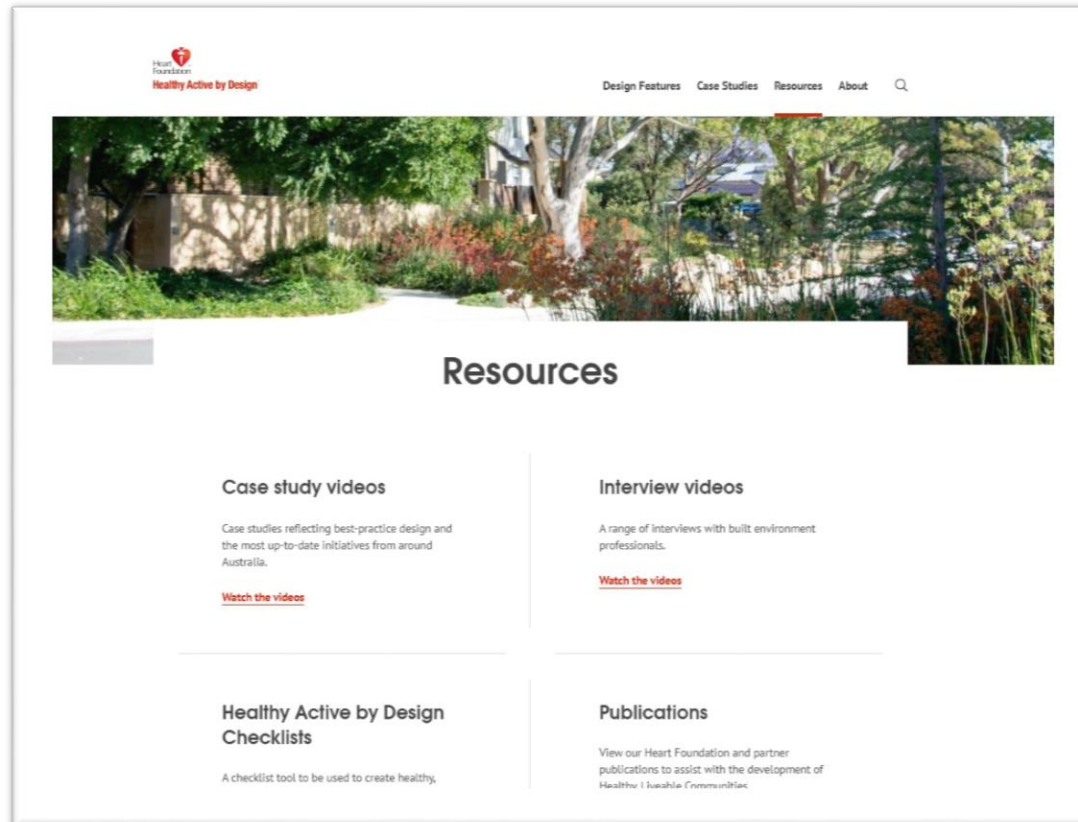 Heart
Foundation
Healthy Active by Design
Design Features Case Studies Resources About
Resources
Case study videos
Case studies reflecting best-practice design and
the most up-to-date initiatives from around
Australia.
Watch the videos
Interview videos
A range of interviews with built environment
professionals.
Watch the videos
Healthy Active by Design
Checklists
A checklist tool to be used to create healthy,
Publications
View our Heart Foundation and partner
publications to assist with the development of
Healthy Liveable Communities